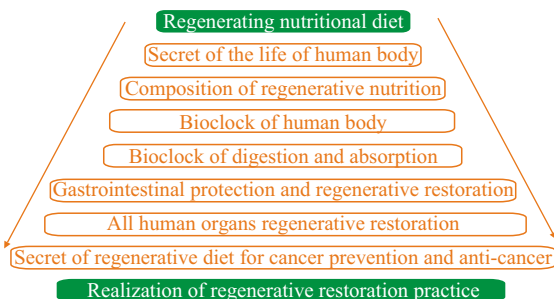 Regenerating nutritional diet
Secret of the life of human body
Composition of regenerative nutrition
Bioclock of human body
Bioclock of digestion and absorption
Gastrointestinal protection and regenerative restoration
All human organs regenerative restoration
Secret of regenerative diet for cancer prevention and anti-cancer
Realization of regenerative restoration practice